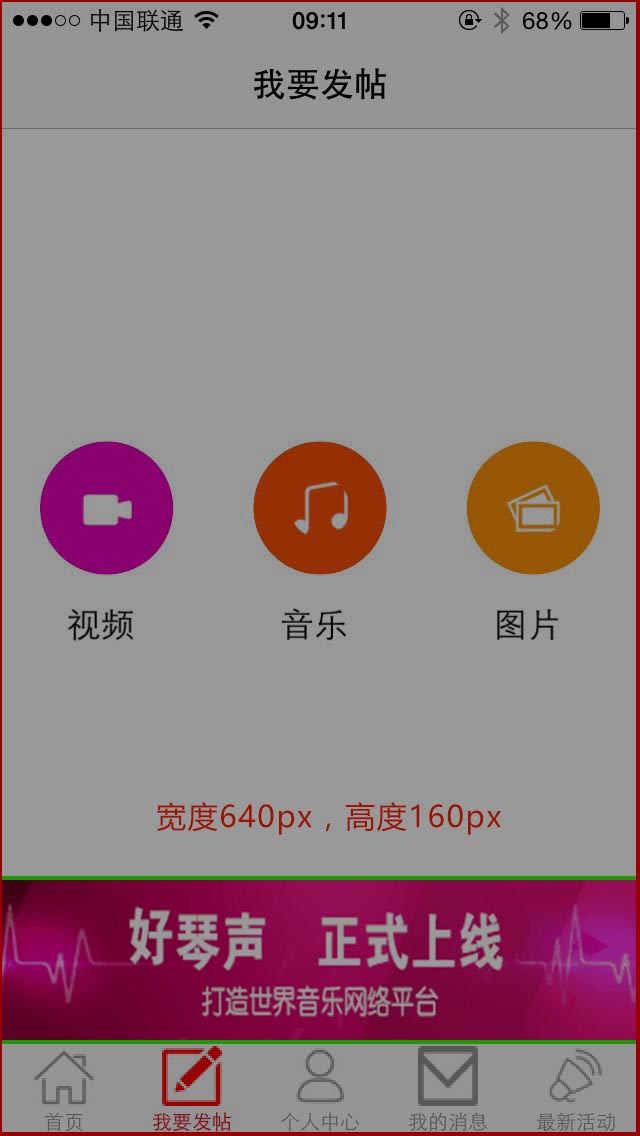 中国联通 09:11 68%
我要发帖
视频 音乐 图片
宽度640px，高度160px
好琴声 正式上线
打造世界音乐网络平台
首页 我要发帖 个人中心 我的消息 最新活动